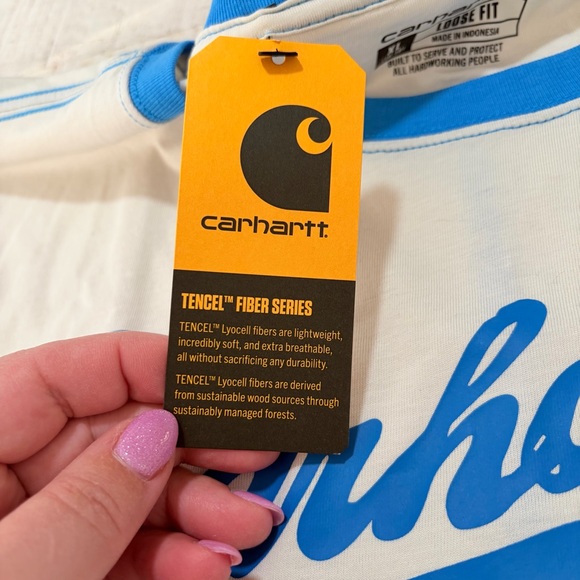 carhartt
LOOSE FIT
XL
MADE IN INDONESIA
BUILT TO SERVE AND PROTECT
ALL HARDWORKING PEOPLE.
carhartt
TENCEL™ FIBER SERIES
TENCEL™ Lyocell fibers are lightweight,
incredibly soft, and extra breathable,
all without sacrificing any durability.
TENCEL™ Lyocell fibers are derived
from sustainable wood sources through
sustainably managed forests.
rha